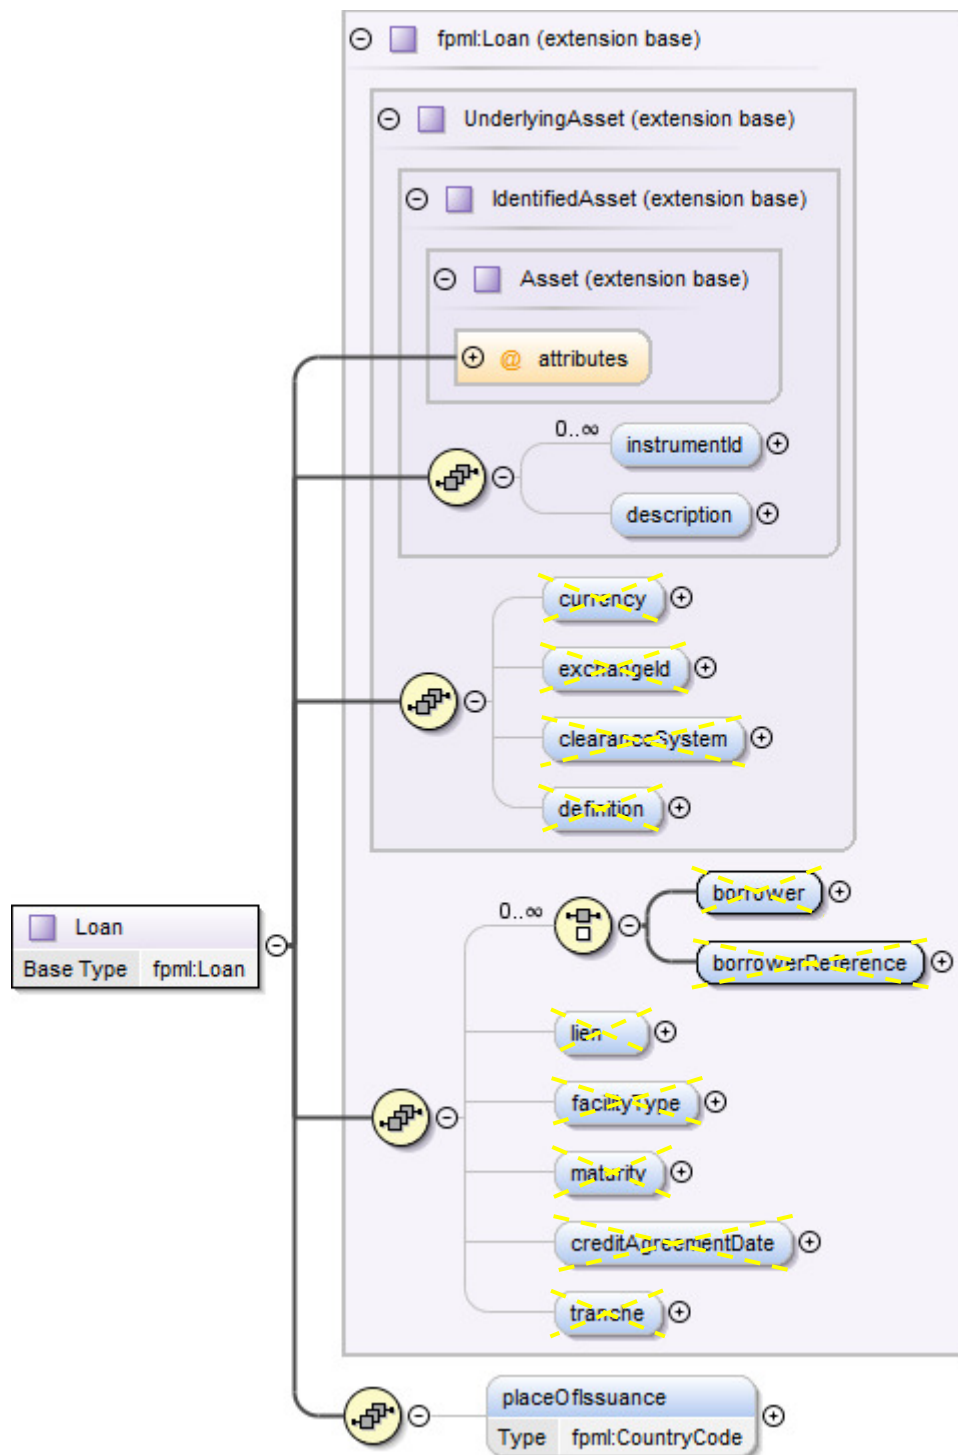 fpml:Loan (extension base)
UnderlyingAsset (extension base)
IdentifiedAsset (extension base)
Asset (extension base)
@ attributes
0..∞
instrumentId
description
currency
exchangeId
clearanceSystem
definition
0..∞
borrower
borrowerReference
Loan
Base Type fpml:Loan
lien
facilityType
maturity
creditAgreementDate
tranche
placeOfIssuance
Type fpml:CountryCode